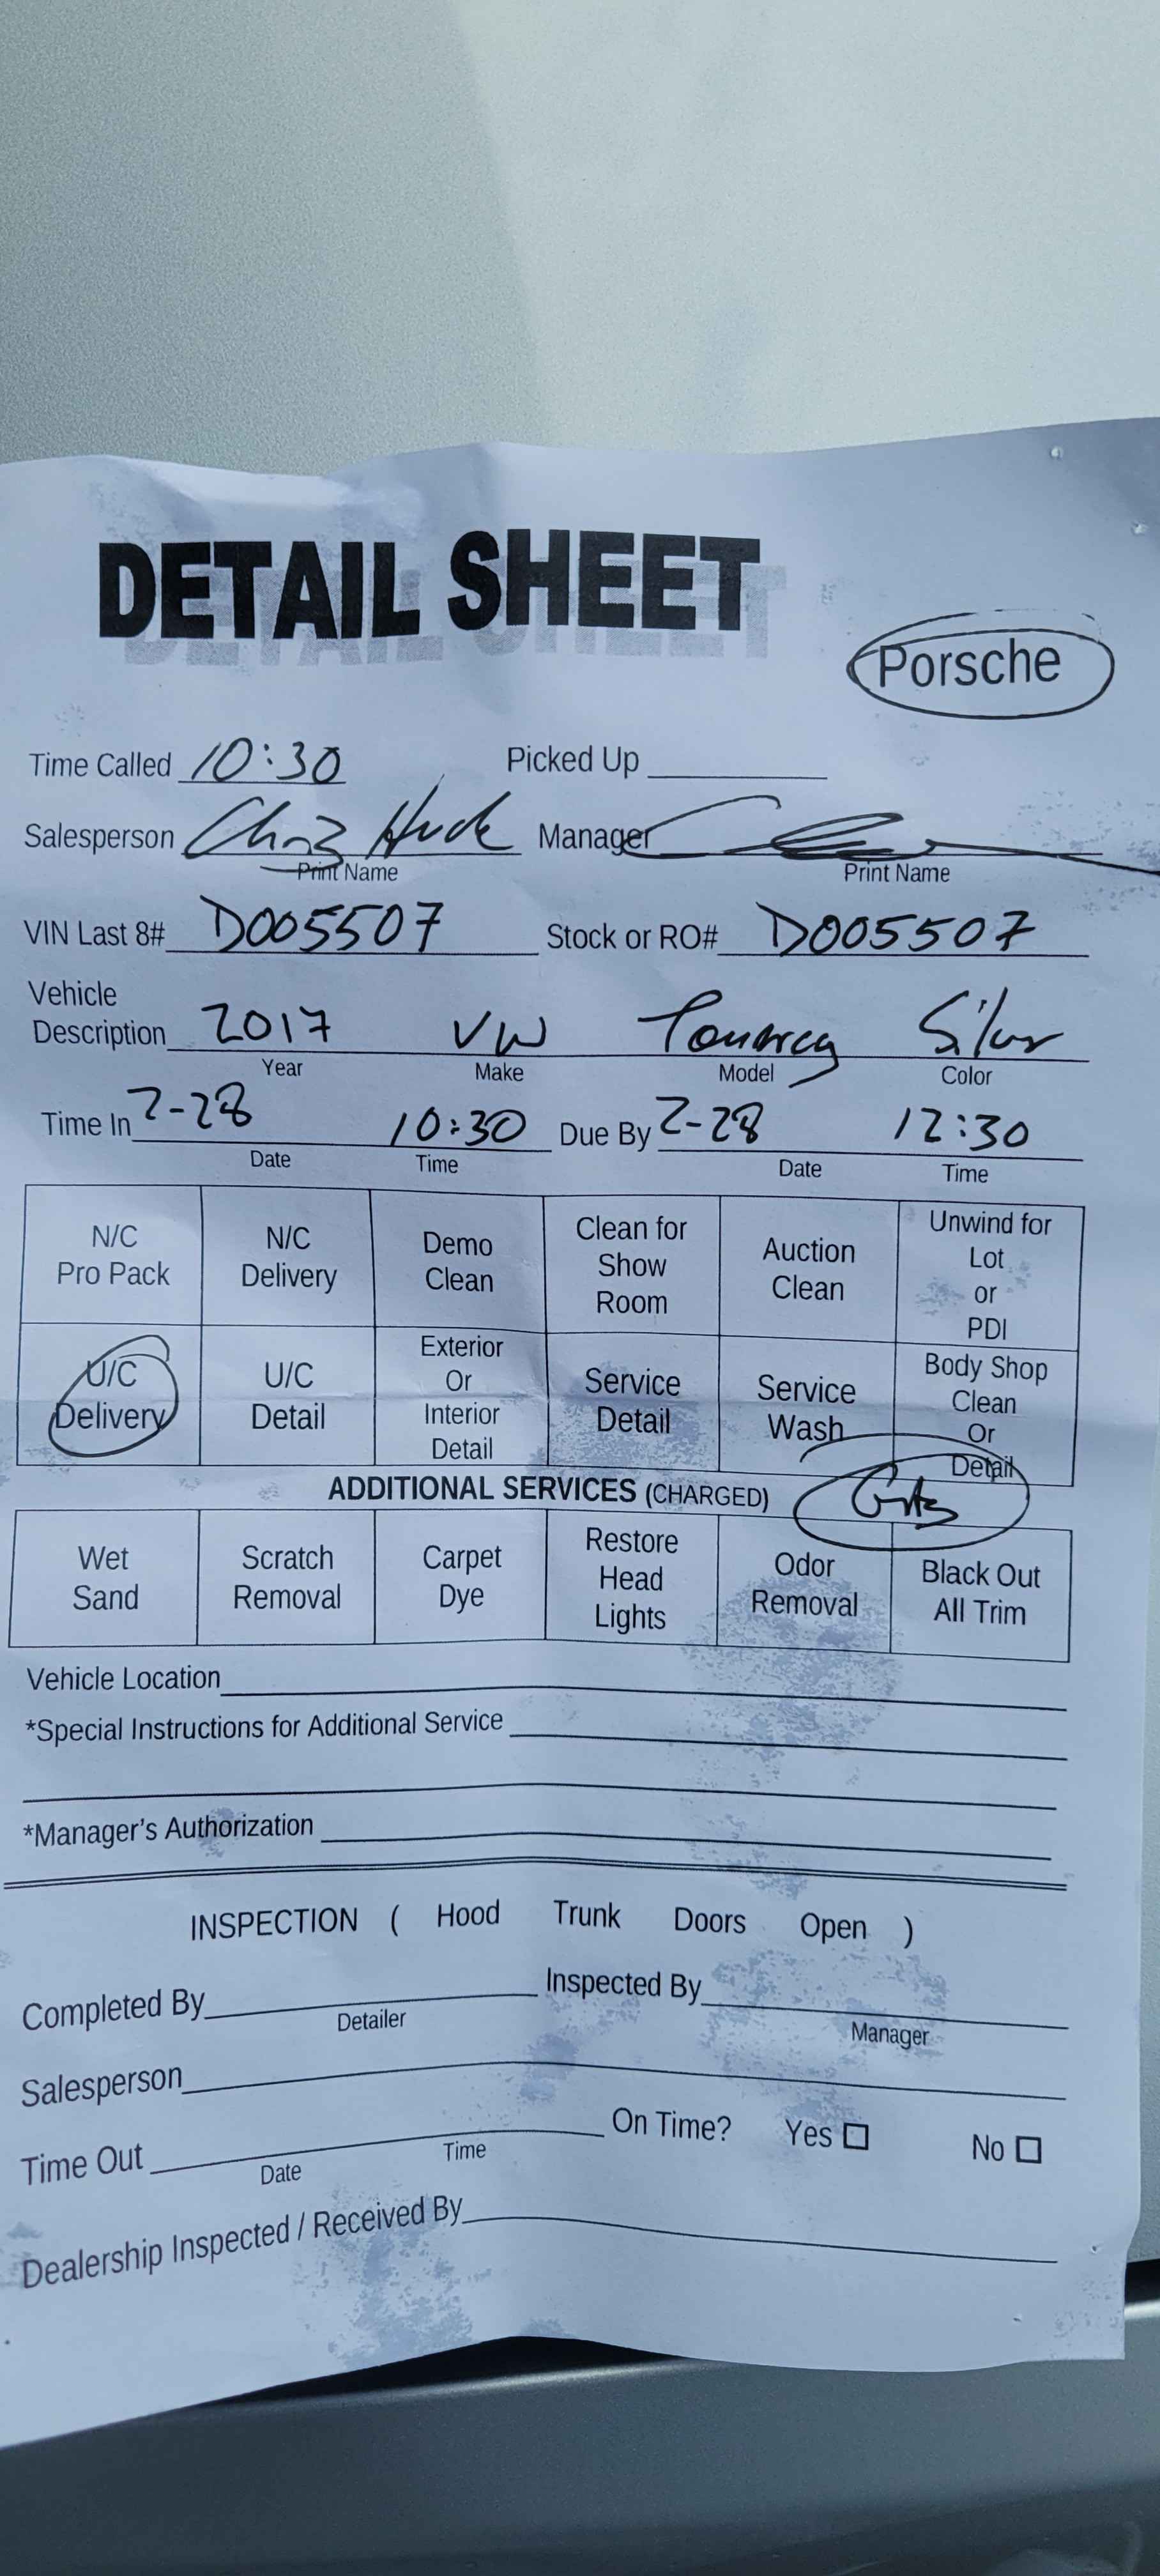 DETAIL SHEET
Porsche
Time Called 10:30 Picked Up
Salesperson Manager
Print Name Print Name
VIN Last 8# D005507 Stock or RO# D005507
Vehicle
Description 2017 VW Touareg Silver
Year Make Model Color
Time In 2-28 10:30 Due By 2-28 12:30
Date Time Date Time
N/C Pro Pack N/C Delivery Demo Clean Clean for Show Room Auction Clean Unwind for Lot or PDI
U/C Delivery U/C Detail Exterior Or Interior Detail Service Detail Service Wash Body Shop Clean Or Detail
ADDITIONAL SERVICES (CHARGED)
Wet Sand Scratch Removal Carpet Dye Restore Head Lights Odor Removal Black Out All Trim
Vehicle Location
*Special Instructions for Additional Service
*Manager's Authorization
INSPECTION ( Hood Trunk Doors Open )
Completed By Inspected By
Detailer Manager
Salesperson
Time Out On Time? Yes No
Date Time
Dealership Inspected / Received By